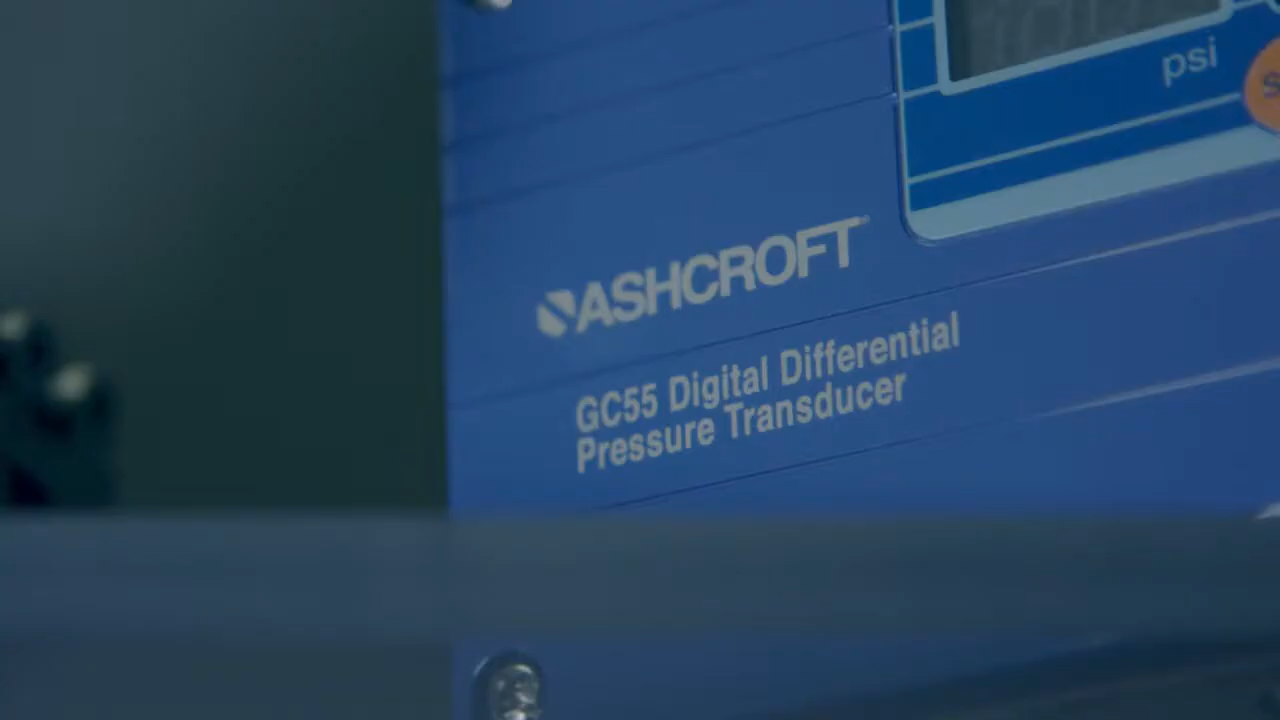 psi
ASHCROFT
GC55 Digital Differential
Pressure Transducer